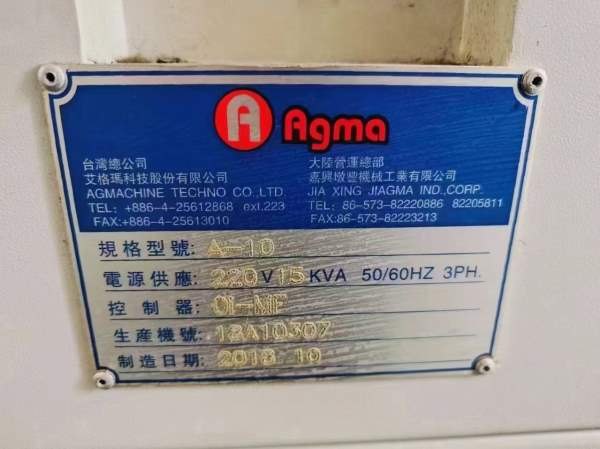 Agma
台灣總公司
艾格瑪科技股份有限公司
AGMACHINE TECHNO CO.,LTD.
TEL: +886-4-25612868 ext.223
FAX:+886-4-25613010
大陸營運總部
嘉興墩豐機械工業有限公司
JIA XING JIAGMA IND.,CORP.
TEL: 86-573-82220886 82205811
FAX:86-573-82223213
規格型號: A-10
電源供應: 220V 15KVA 50/60HZ 3PH.
控制器: OI-MF
生產機號: 18A10307
制造日期: 2018 10